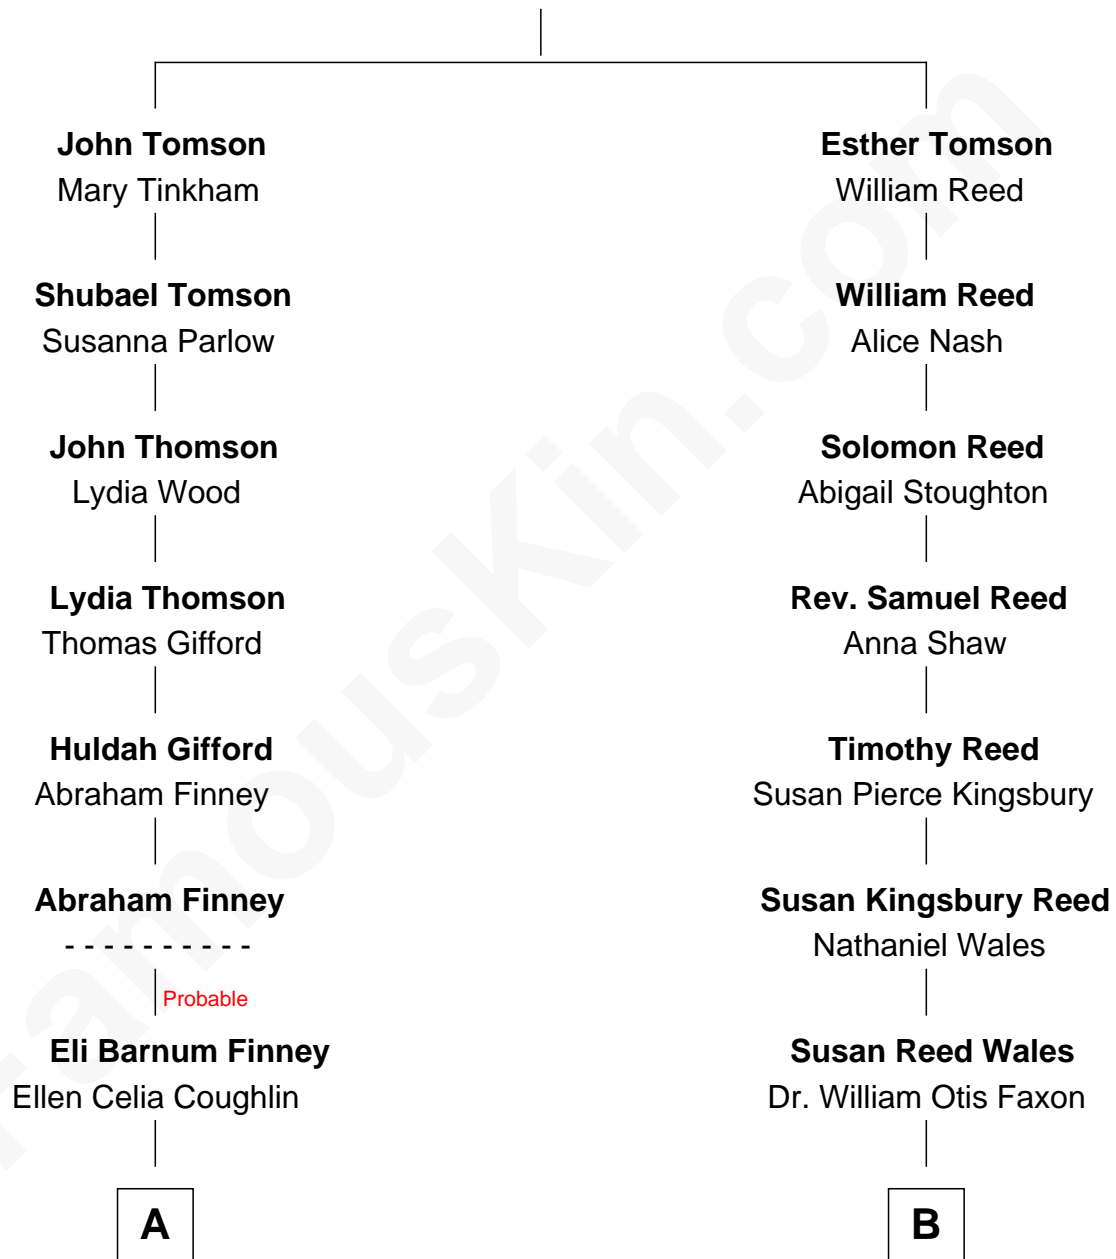 John Tomson
Mary Tinkham
Esther Tomson
William Reed
Shubael Tomson
Susanna Parlow
William Reed
Alice Nash
John Thomson
Lydia Wood
Solomon Reed
Abigail Stoughton
Lydia Thomson
Thomas Gifford
Rev. Samuel Reed
Anna Shaw
Huldah Gifford
Abraham Finney
Timothy Reed
Susan Pierce Kingsbury
Abraham Finney
- - - - - - - - - -
Probable
Susan Kingsbury Reed
Nathaniel Wales
Eli Barnum Finney
Ellen Celia Coughlin
Susan Reed Wales
Dr. William Otis Faxon
A
B
FamousKin.com